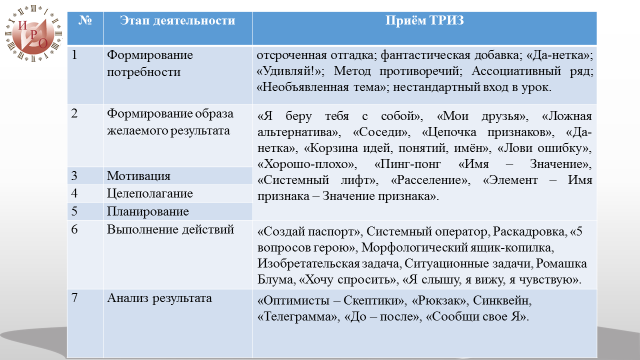 ИРО
№ Этап деятельности Приём ТРИЗ
1 Формирование
потребности
отсроченная отгадка; фантастическая добавка; «Да-нетка»;
«Удивляй!»; Метод противоречий; Ассоциативный ряд;
«Необъявленная тема»; нестандартный вход в урок.
2 Формирование образа
желаемого результата
3 Мотивация
4 Целеполагание
5 Планирование
«Я беру тебя с собой», «Мои друзья», «Ложная
альтернатива», «Соседи», «Цепочка признаков», «Да-
нетка», «Корзина идей, понятий, имён», «Лови ошибку»,
«Хорошо-плохо», «Пинг-понг «Имя – Значение»,
«Системный лифт», «Расселение», «Элемент – Имя
признака – Значение признака».
6 Выполнение действий
«Создай паспорт», Системный оператор, Раскадровка, «5
вопросов герою», Морфологический ящик-копилка,
Изобретательская задача, Ситуационные задачи, Ромашка
Блума, «Хочу спросить», «Я слышу, я вижу, я чувствую».
7 Анализ результата
«Оптимисты – Скептики», «Рюкзак», Синквейн,
«Телеграмма», «До – после», «Сообщи свое Я».